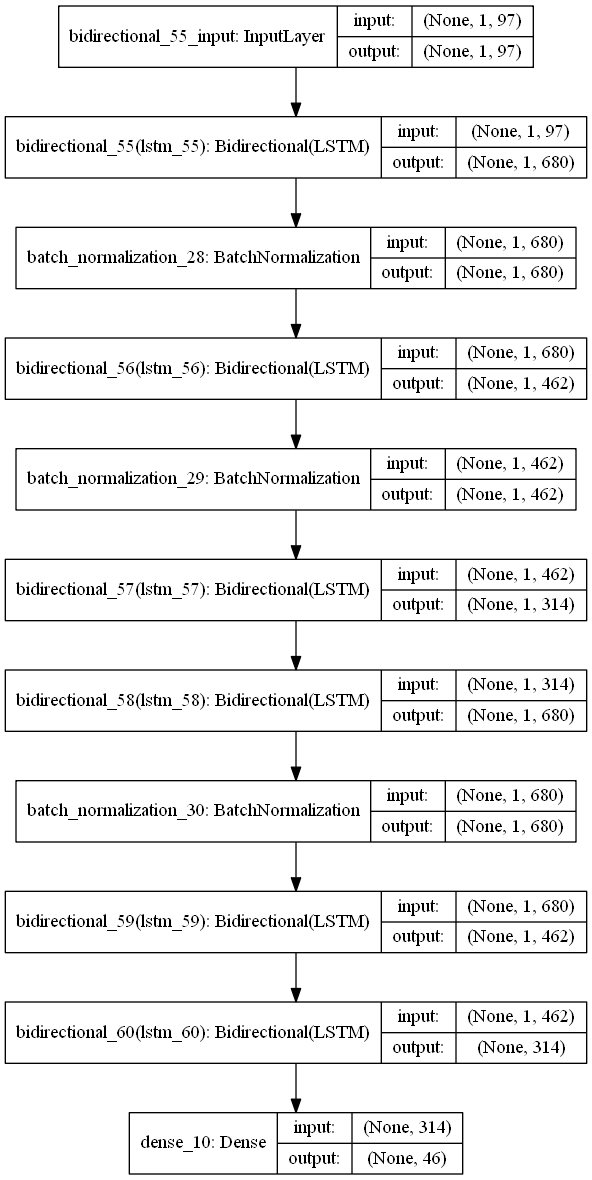 bidirectional_55_input: InputLayer
input: (None, 1, 97)
output: (None, 1, 97)
bidirectional_55(lstm_55): Bidirectional(LSTM)
input: (None, 1, 97)
output: (None, 1, 680)
batch_normalization_28: BatchNormalization
input: (None, 1, 680)
output: (None, 1, 680)
bidirectional_56(lstm_56): Bidirectional(LSTM)
input: (None, 1, 680)
output: (None, 1, 462)
batch_normalization_29: BatchNormalization
input: (None, 1, 462)
output: (None, 1, 462)
bidirectional_57(lstm_57): Bidirectional(LSTM)
input: (None, 1, 462)
output: (None, 1, 314)
bidirectional_58(lstm_58): Bidirectional(LSTM)
input: (None, 1, 314)
output: (None, 1, 680)
batch_normalization_30: BatchNormalization
input: (None, 1, 680)
output: (None, 1, 680)
bidirectional_59(lstm_59): Bidirectional(LSTM)
input: (None, 1, 680)
output: (None, 1, 462)
bidirectional_60(lstm_60): Bidirectional(LSTM)
input: (None, 1, 462)
output: (None, 314)
dense_10: Dense
input: (None, 314)
output: (None, 46)